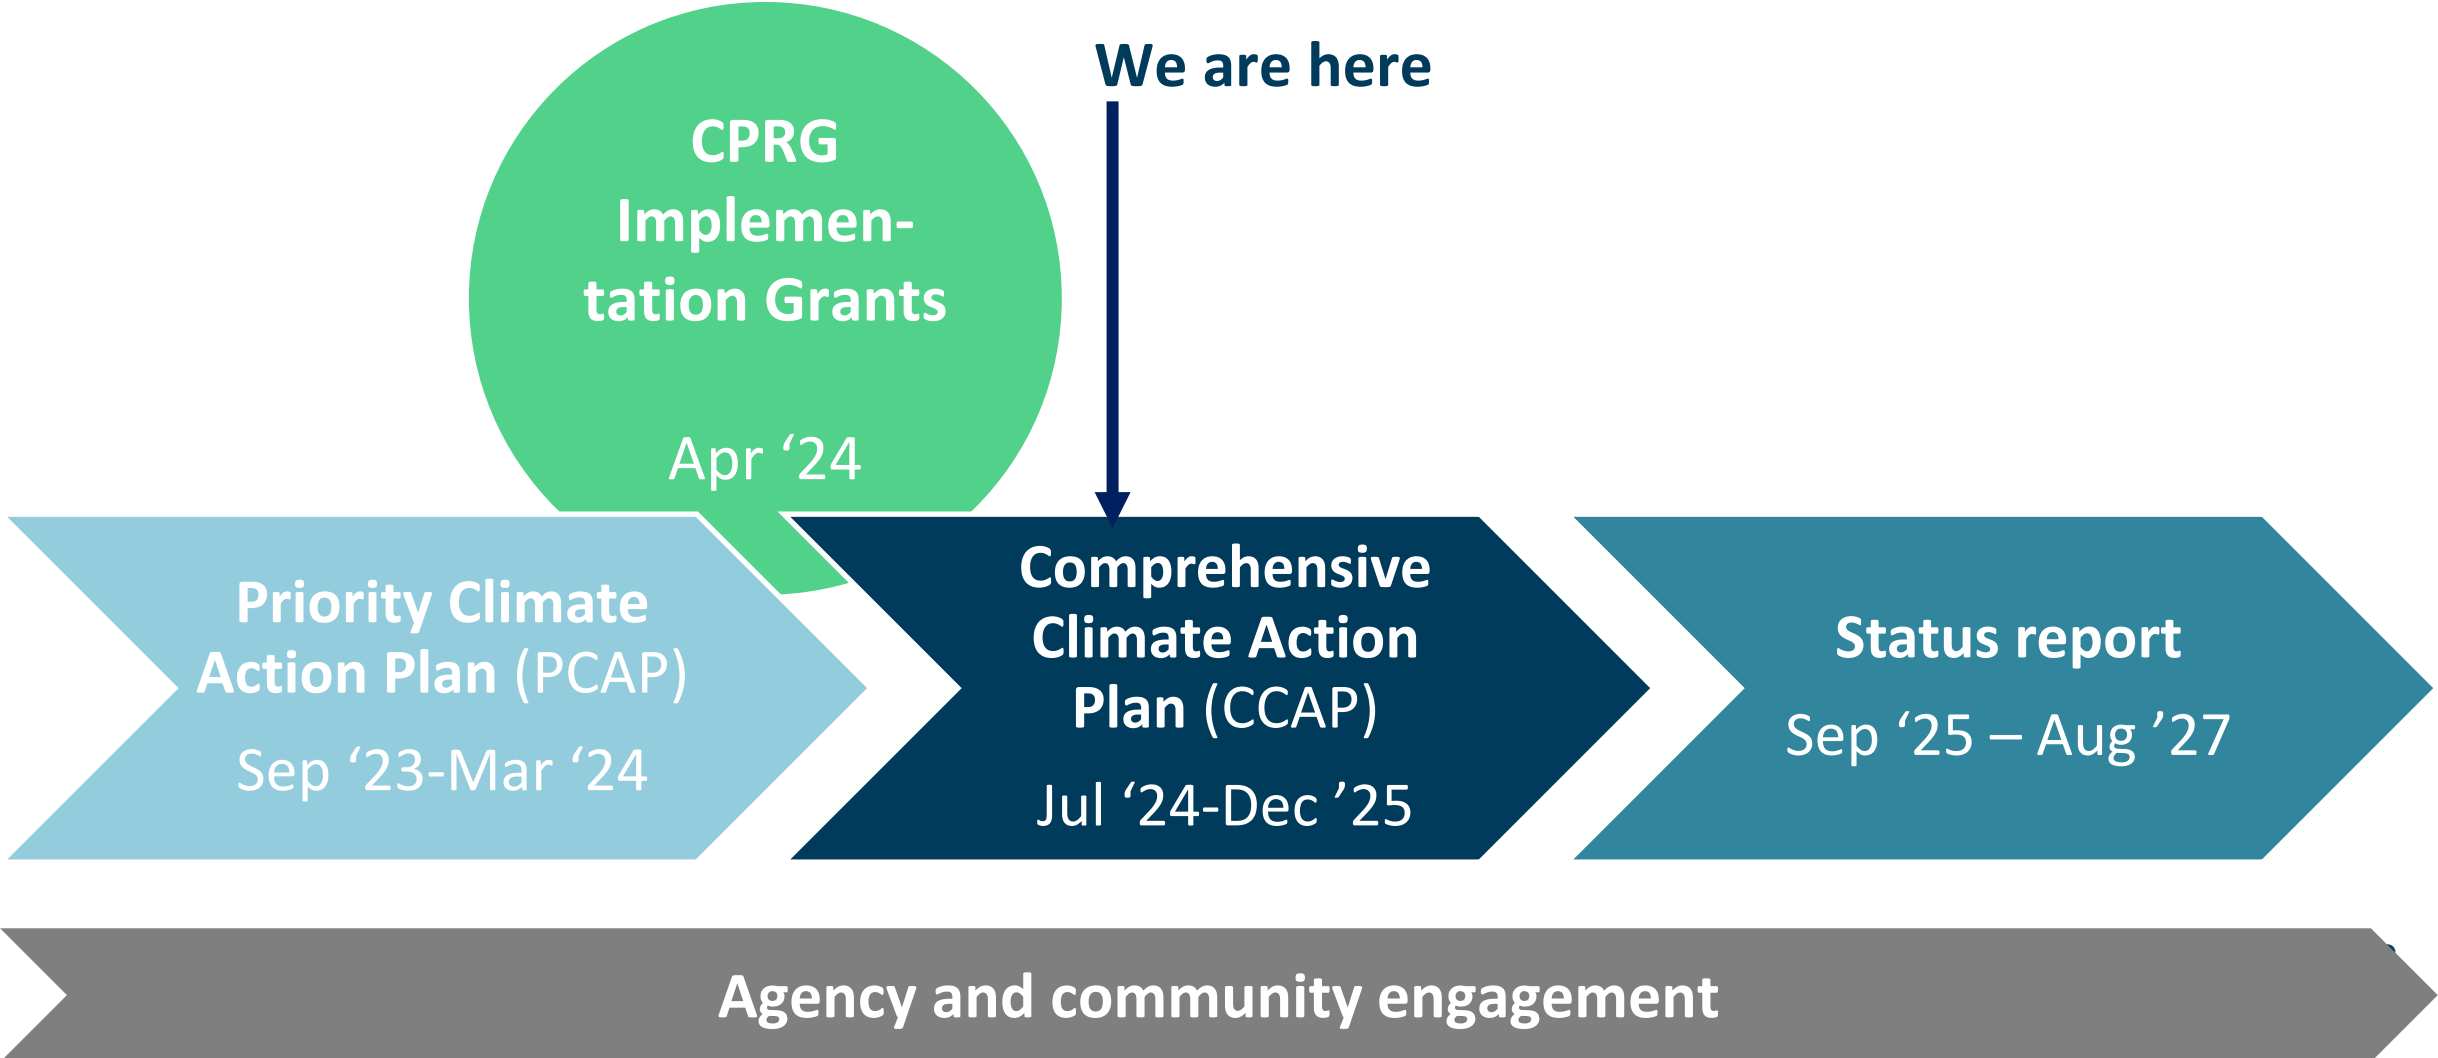 CPRG
Implemen-
tation Grants
Apr ‘24
We are here
Priority Climate
Action Plan (PCAP)
Sep ‘23-Mar ‘24
Comprehensive
Climate Action
Plan (CCAP)
Jul ‘24-Dec ’25
Status report
Sep ‘25 – Aug ’27
Agency and community engagement